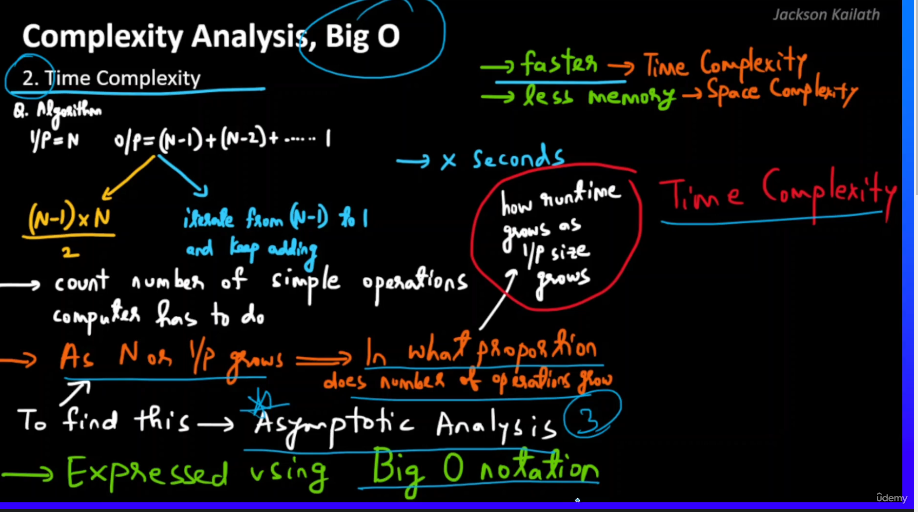 Jackson Kailath
Complexity Analysis, Big O
2. Time Complexity
→ faster → Time Complexity
→ less memory → Space Complexity
Q. Algorithm
I/P = N   O/P = (N-1) + (N-2) + ...... 1
(N-1) x N
2
iterate from (N-1) to 1
and keep adding
→ x seconds
how runtime
grows as
I/P size
grows
Time Complexity
→ count number of simple operations
computer has to do
→ As N or I/P grows ⟹ In what proportion
does number of operations grow
To find this → Asymptotic Analysis 3
→ Expressed using Big O notation
ûdemy